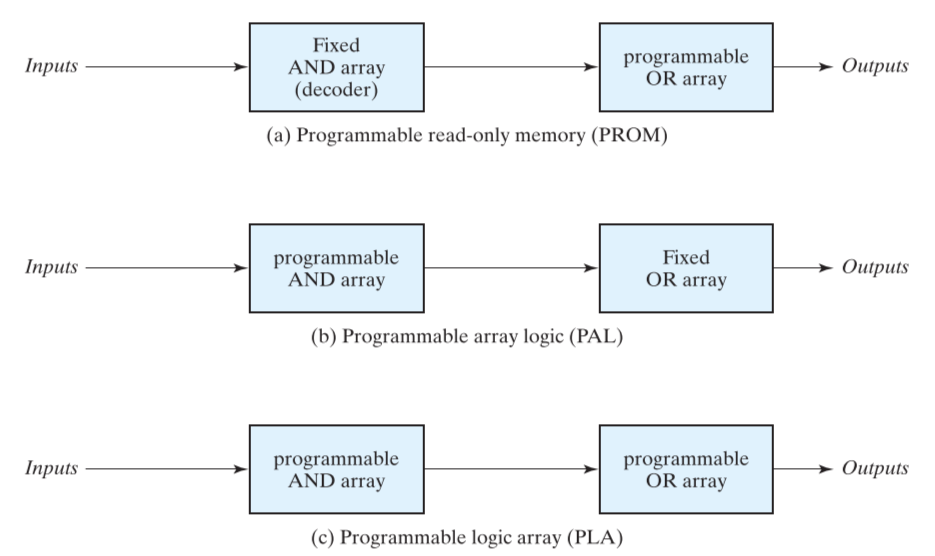 Inputs
Fixed
AND array
(decoder)
programmable
OR array
Outputs
(a) Programmable read-only memory (PROM)
Inputs
programmable
AND array
Fixed
OR array
Outputs
(b) Programmable array logic (PAL)
Inputs
programmable
AND array
programmable
OR array
Outputs
(c) Programmable logic array (PLA)